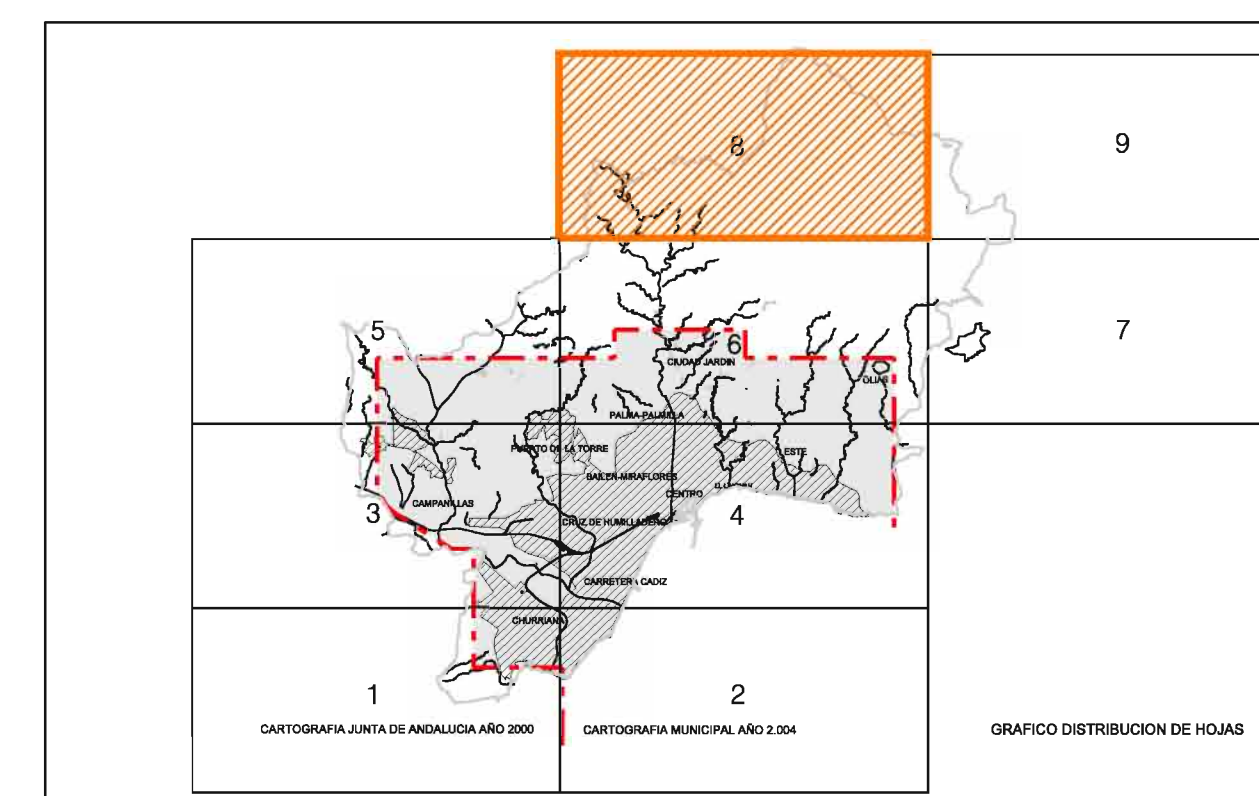 8
9
5
6
7
CIUDAD JARDIN
OLIAS
PALMA-PALMILLA
PUERTO DE LA TORRE
ESTE
BAILEN-MIRAFLORES
CENTRO
CAMPANILLAS
3
CRUZ DE HUMILLADERO
4
CARRETERA CADIZ
CHURRIANA
1
2
CARTOGRAFIA JUNTA DE ANDALUCIA AÑO 2000
CARTOGRAFIA MUNICIPAL AÑO 2.004
GRAFICO DISTRIBUCION DE HOJAS